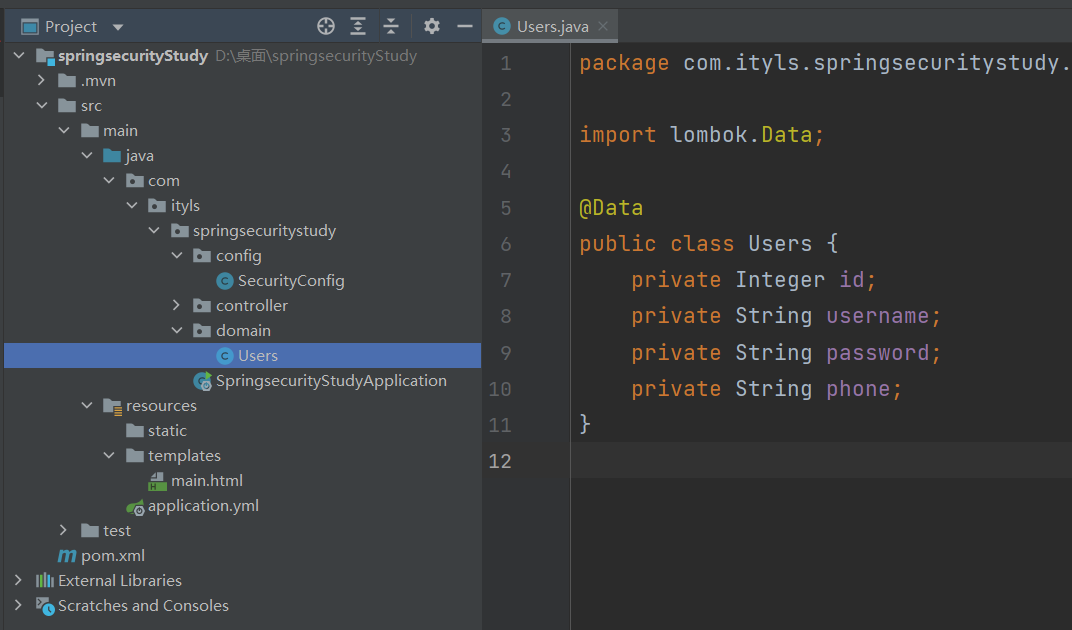 Project
springsecurityStudy D:\桌面\springsecurityStudy
.mvn
src
main
java
com
ityls
springsecuritystudy
config
SecurityConfig
controller
domain
Users
SpringsecurityStudyApplication
resources
static
templates
main.html
application.yml
test
pom.xml
External Libraries
Scratches and Consoles
Users.java
1 package com.ityls.springsecuritystudy.
2
3 import lombok.Data;
4
5 @Data
6 public class Users {
7 private Integer id;
8 private String username;
9 private String password;
10 private String phone;
11 }
12